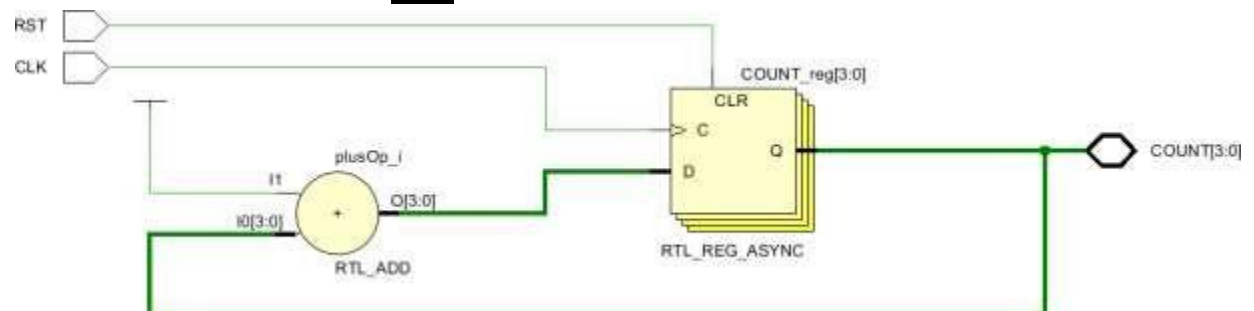 RST
CLK
COUNT_reg[3:0]
CLR
C
Q
D
COUNT[3:0]
RTL_REG_ASYNC
plusOp_i
I1
I0[3:0]
+
O[3:0]
RTL_ADD